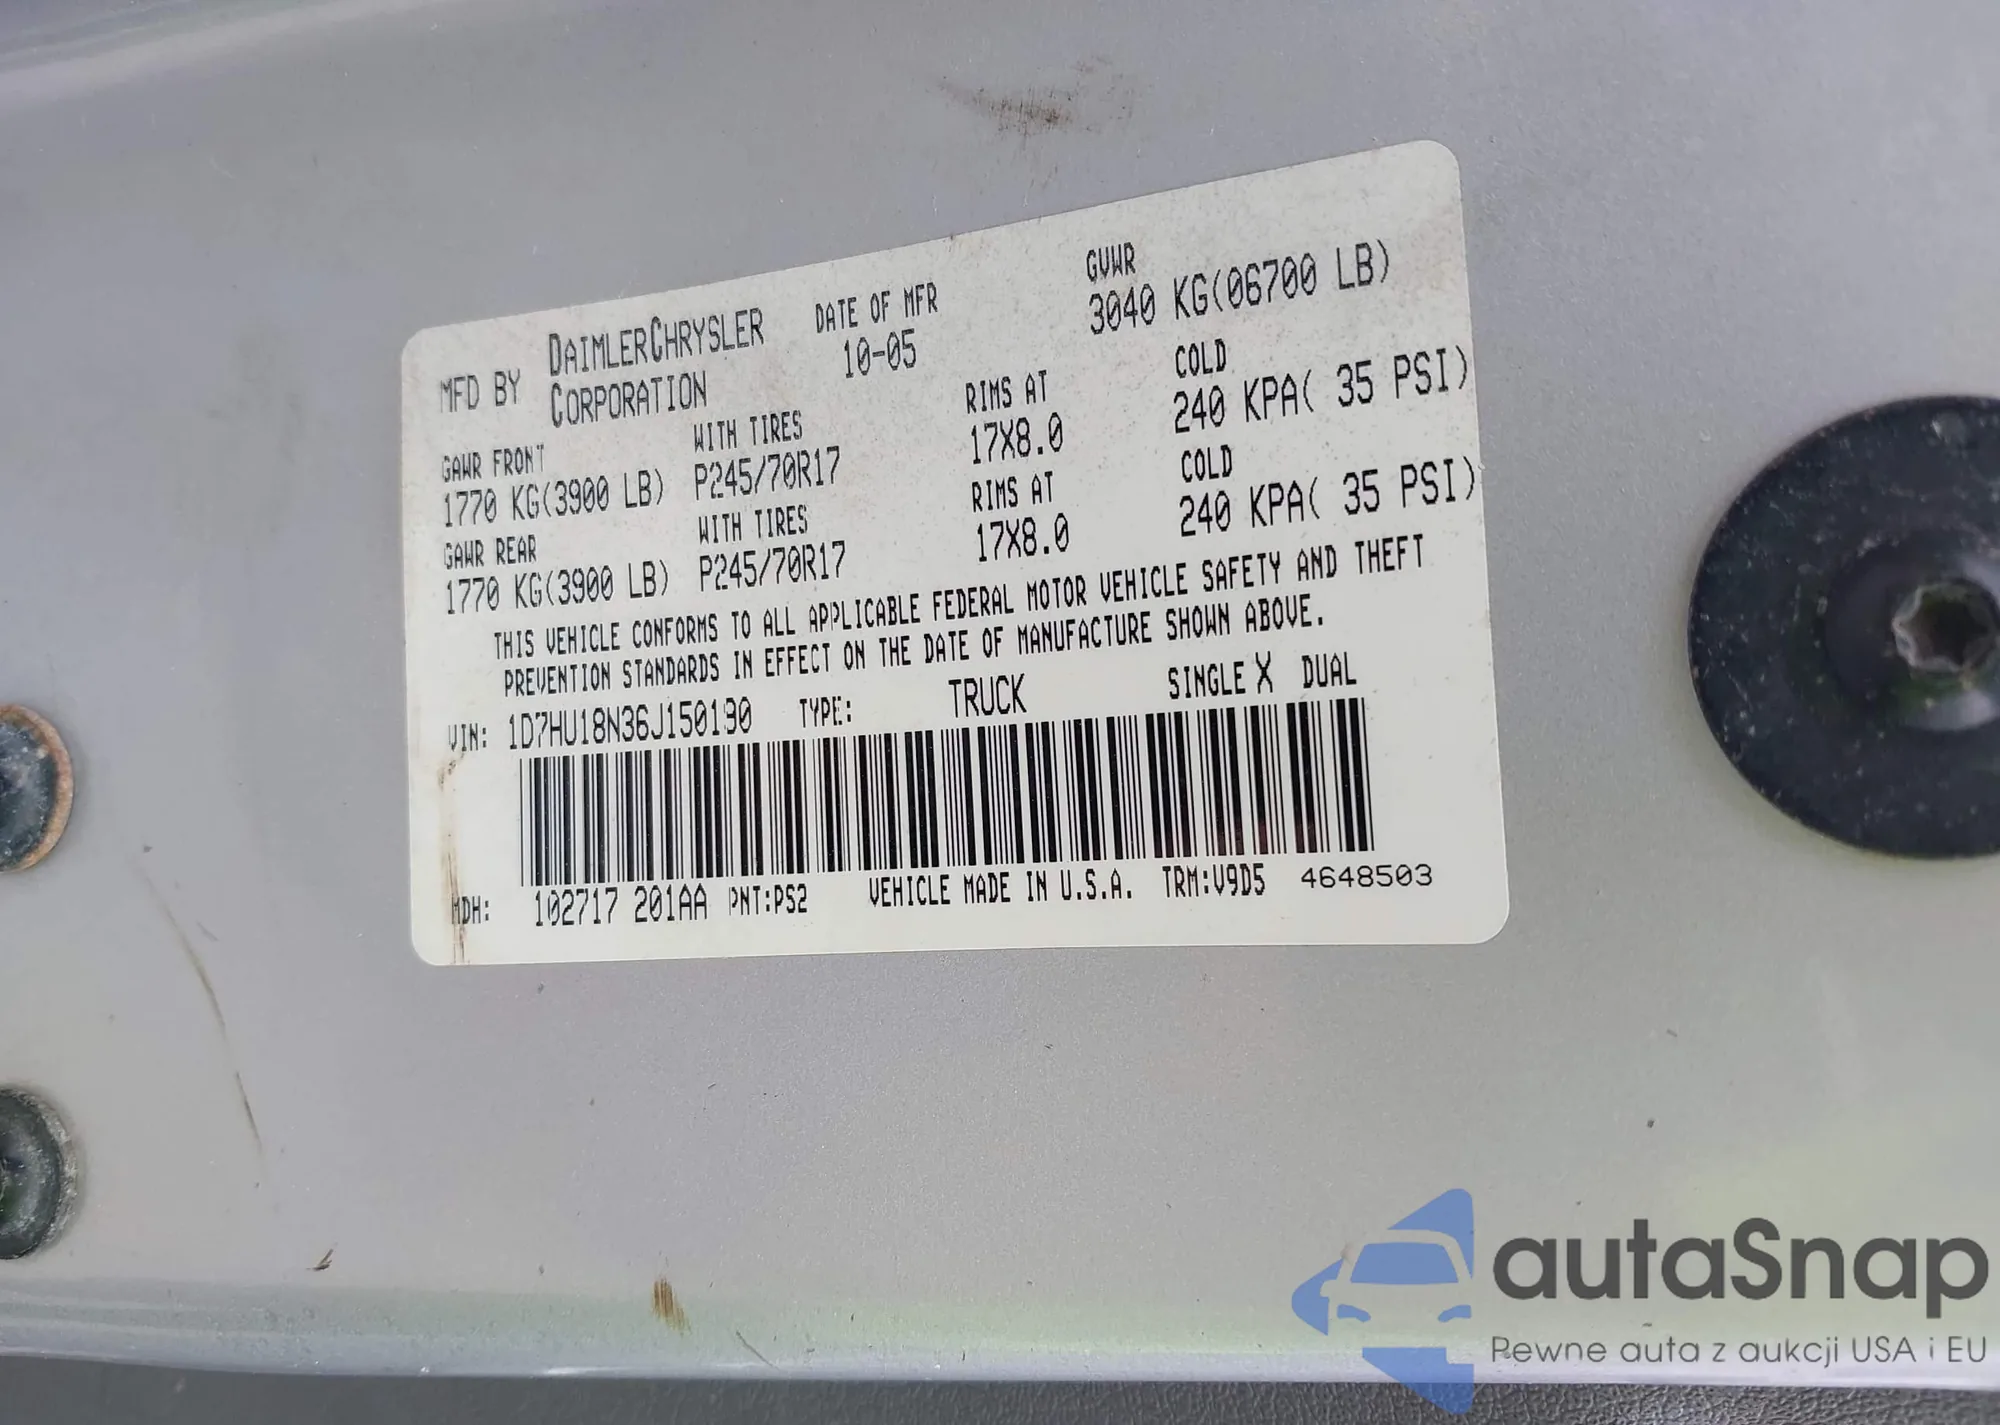 MFD BY DAIMLERCHRYSLER CORPORATION
DATE OF MFR
10-05
GVWR
3040 KG(06700 LB)
GAWR FRONT WITH TIRES RIMS AT COLD
1770 KG(3900 LB) P245/70R17 17X8.0 240 KPA( 35 PSI)
GAWR REAR WITH TIRES RIMS AT COLD
1770 KG(3900 LB) P245/70R17 17X8.0 240 KPA( 35 PSI)
THIS VEHICLE CONFORMS TO ALL APPLICABLE FEDERAL MOTOR VEHICLE SAFETY AND THEFT
PREVENTION STANDARDS IN EFFECT ON THE DATE OF MANUFACTURE SHOWN ABOVE.
VIN: 1D7HU18N36J150190 TYPE: TRUCK SINGLE X DUAL
MDH: 102717 201AA PNT:PS2 VEHICLE MADE IN U.S.A. TRM:V9D5 4648503
autaSnap
Pewne auta z aukcji USA i EU